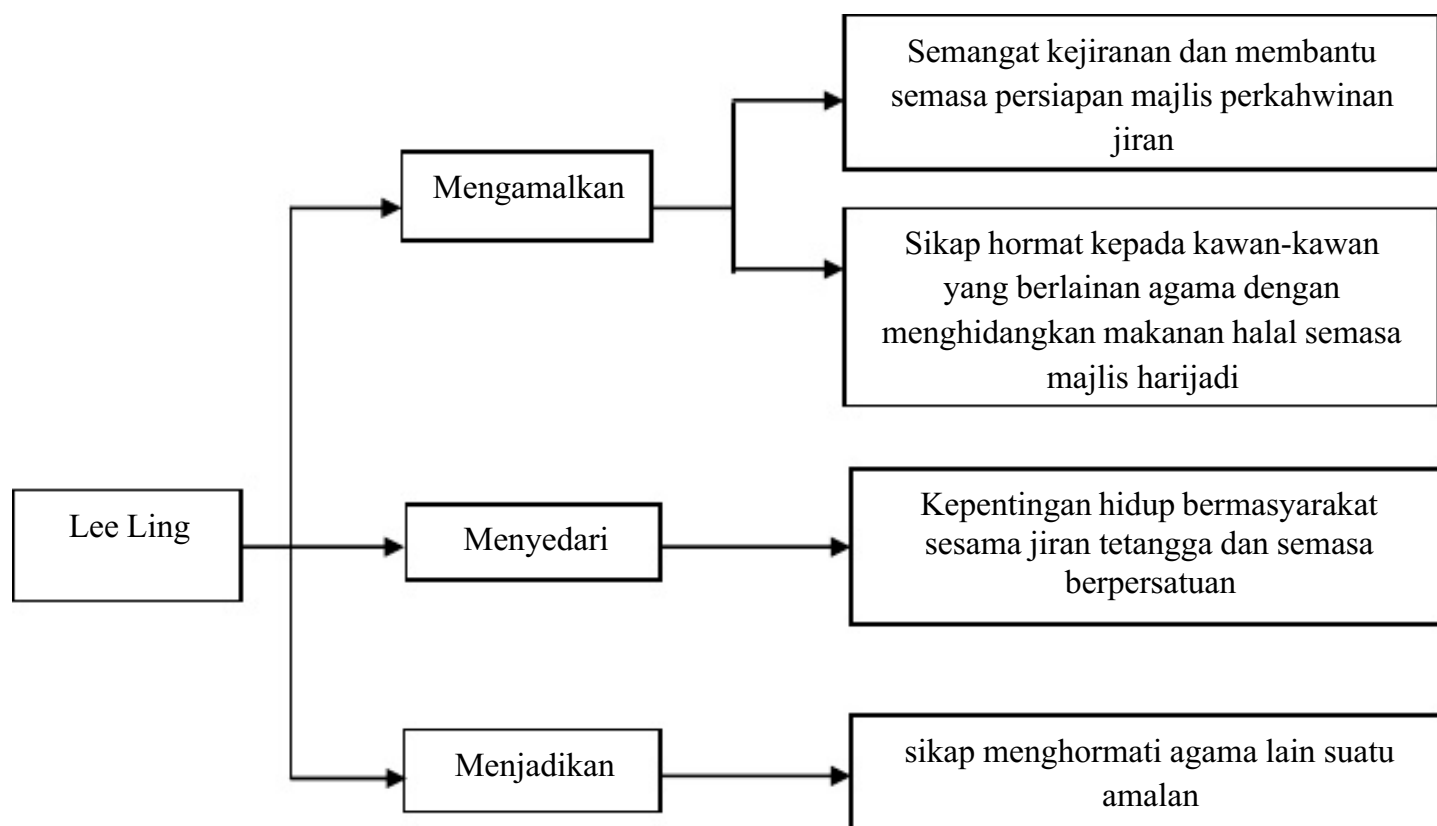 Semangat kejiranan dan membantu
semasa persiapan majlis perkahwinan
jiran
Mengamalkan
Sikap hormat kepada kawan-kawan
yang berlainan agama dengan
menghidangkan makanan halal semasa
majlis harijadi
Lee Ling
Menyedari
Kepentingan hidup bermasyarakat
sesama jiran tetangga dan semasa
berpersatuan
Menjadikan
sikap menghormati agama lain suatu
amalan